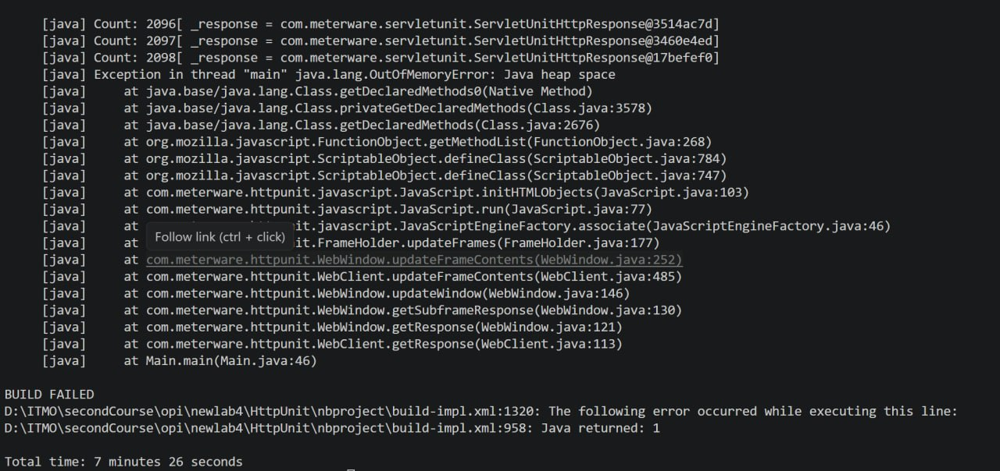 [java] Count: 2096[ _response = com.meterware.servletunit.ServletUnitHttpResponse@3514ac7d]
[java] Count: 2097[ _response = com.meterware.servletunit.ServletUnitHttpResponse@3460e4ed]
[java] Count: 2098[ _response = com.meterware.servletunit.ServletUnitHttpResponse@17befef0]
[java] Exception in thread "main" java.lang.OutOfMemoryError: Java heap space
[java]     at java.base/java.lang.Class.getDeclaredMethods0(Native Method)
[java]     at java.base/java.lang.Class.privateGetDeclaredMethods(Class.java:3578)
[java]     at java.base/java.lang.Class.getDeclaredMethods(Class.java:2676)
[java]     at org.mozilla.javascript.FunctionObject.getMethodList(FunctionObject.java:268)
[java]     at org.mozilla.javascript.ScriptableObject.defineClass(ScriptableObject.java:784)
[java]     at org.mozilla.javascript.ScriptableObject.defineClass(ScriptableObject.java:747)
[java]     at com.meterware.httpunit.javascript.JavaScript.initHTMLObjects(JavaScript.java:103)
[java]     at com.meterware.httpunit.javascript.JavaScript.run(JavaScript.java:77)
[java]     at it.javascript.JavaScriptEngineFactory.associate(JavaScriptEngineFactory.java:46)
Follow link (ctrl + click)
[java]     at it.FrameHolder.updateFrames(FrameHolder.java:177)
[java]     at com.meterware.httpunit.WebWindow.updateFrameContents(WebWindow.java:252)
[java]     at com.meterware.httpunit.WebClient.updateFrameContents(WebClient.java:485)
[java]     at com.meterware.httpunit.WebWindow.updateWindow(WebWindow.java:146)
[java]     at com.meterware.httpunit.WebWindow.getSubframeResponse(WebWindow.java:130)
[java]     at com.meterware.httpunit.WebWindow.getResponse(WebWindow.java:121)
[java]     at com.meterware.httpunit.WebClient.getResponse(WebClient.java:113)
[java]     at Main.main(Main.java:46)
BUILD FAILED
D:\ITMO\secondCourse\opi\newlab4\HttpUnit\nbproject\build-impl.xml:1320: The following error occurred while executing this line:
D:\ITMO\secondCourse\opi\newlab4\HttpUnit\nbproject\build-impl.xml:958: Java returned: 1
Total time: 7 minutes 26 seconds